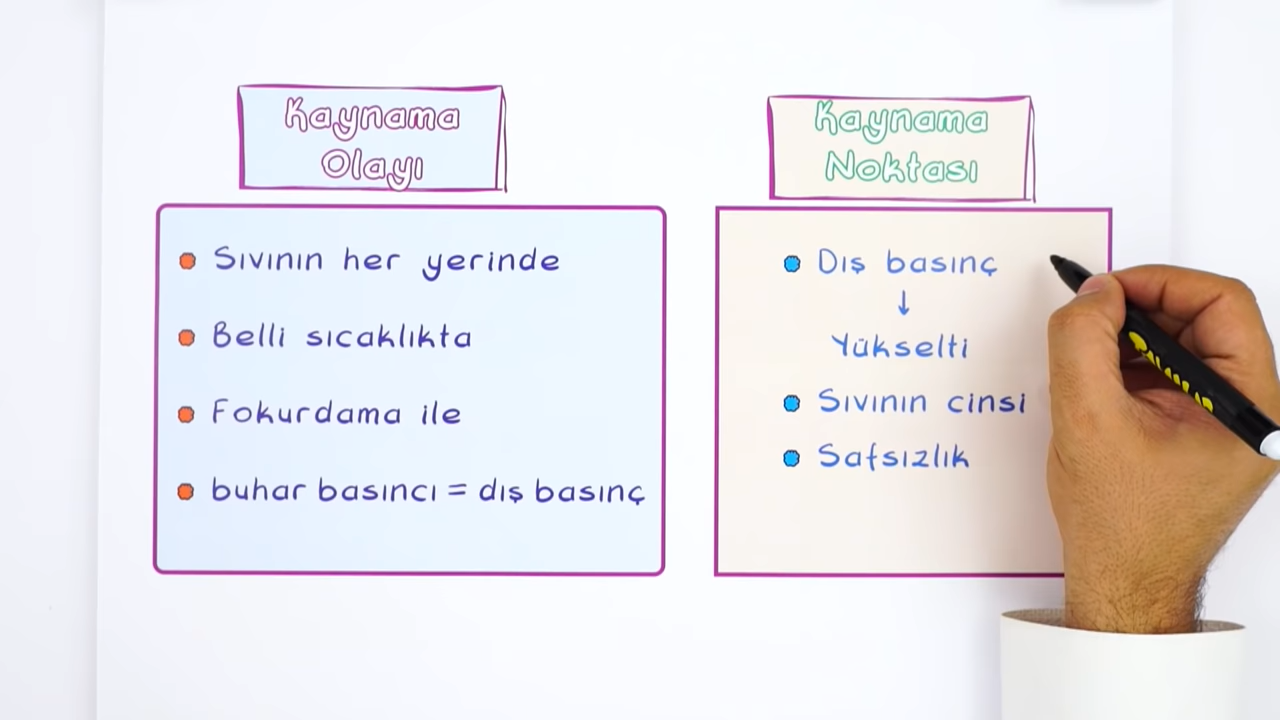 Kaynama
Olayı
Sıvının her yerinde
Belli sıcaklıkta
Fokurdama ile
buhar basıncı = dış basınç
Kaynama
Noktası
Dış basınç
↓
Yükselti
Sıvının cinsi
Safsızlık